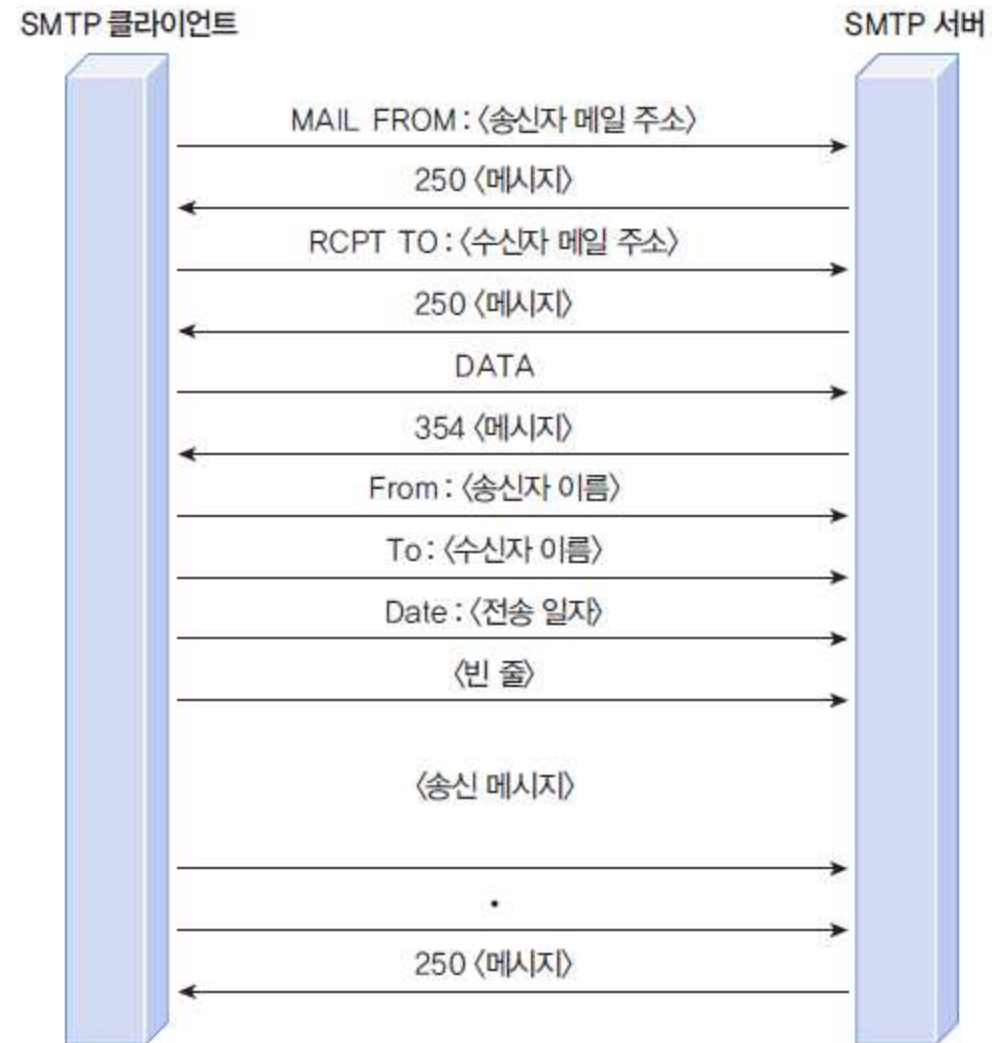 SMTP 클라이언트
SMTP 서버
MAIL FROM : 〈송신자 메일 주소〉
250 〈메시지〉
RCPT TO : 〈수신자 메일 주소〉
250 〈메시지〉
DATA
354 〈메시지〉
From : 〈송신자 이름〉
To : 〈수신자 이름〉
Date : 〈전송 일자〉
〈빈 줄〉
〈송신 메시지〉
.
250 〈메시지〉